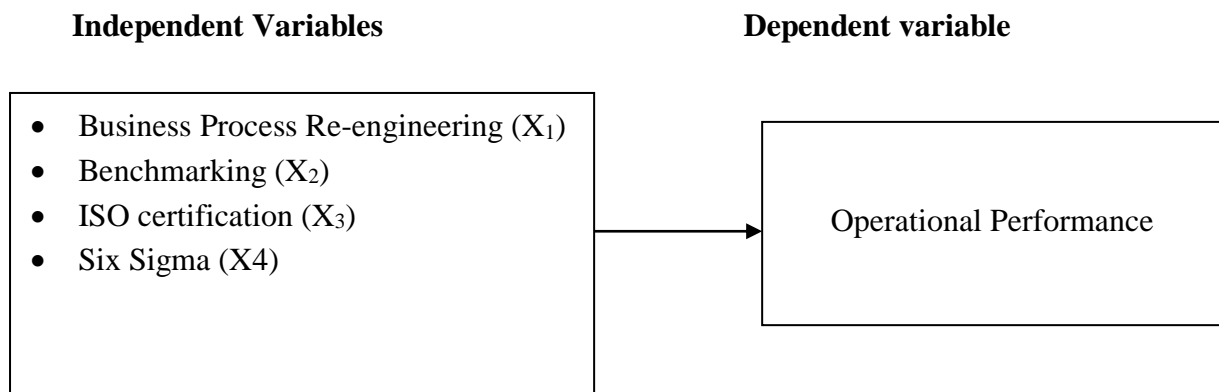 Independent Variables
Dependent variable
• Business Process Re-engineering (X₁)
• Benchmarking (X₂)
• ISO certification (X₃)
• Six Sigma (X4)
Operational Performance